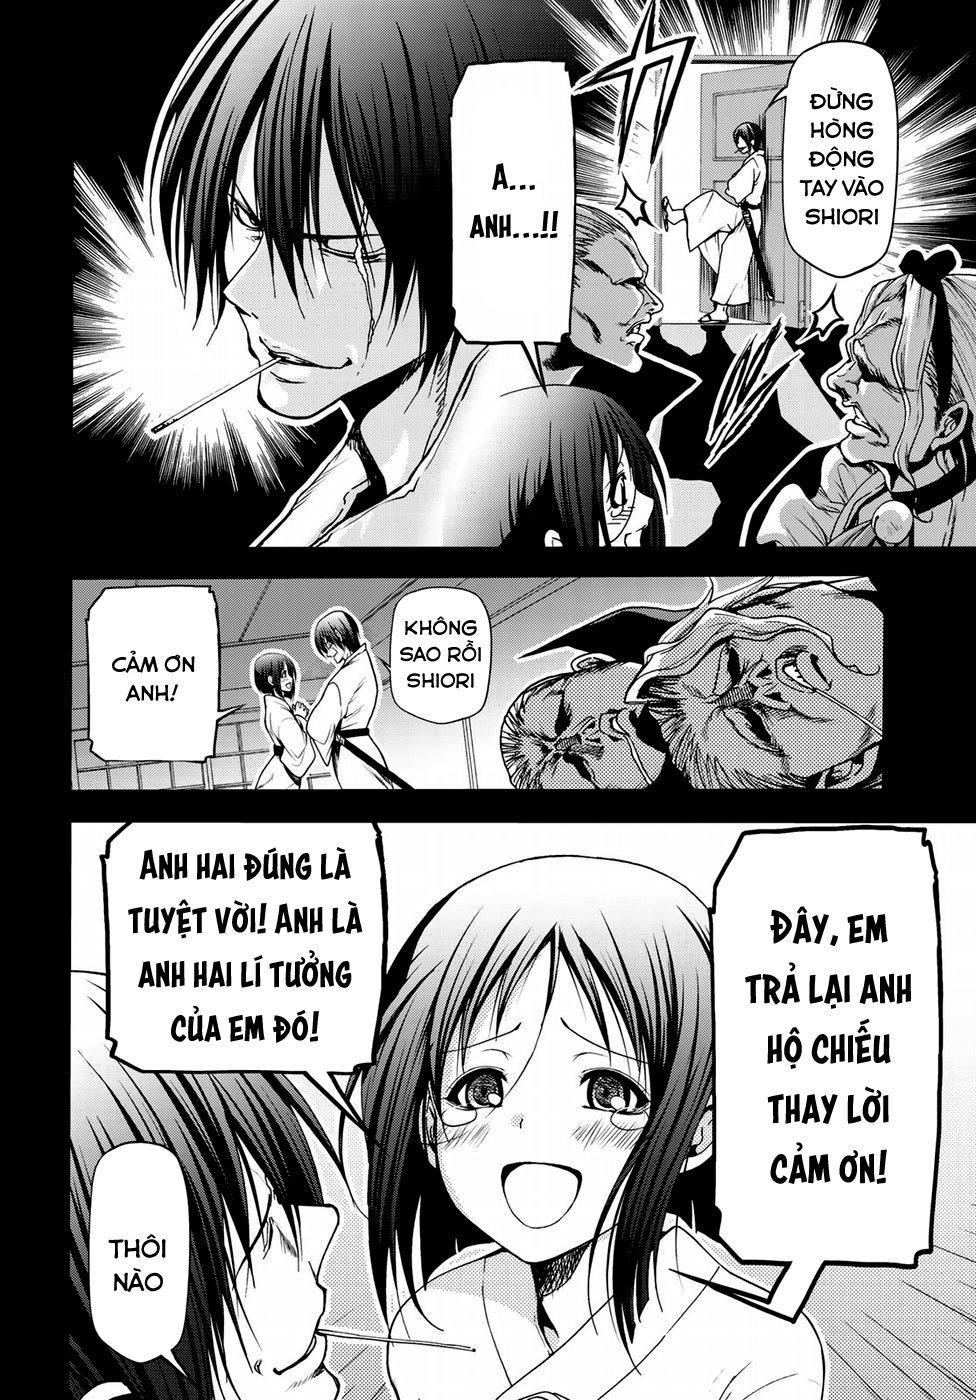 ĐỪNG
HÒNG
ĐỘNG
TAY VÀO
SHIORI
A...
ANH...!!
KHÔNG
SAO RỒI
SHIORI
CẢM ƠN
ANH!
ĐÂY, EM
TRẢ LẠI ANH
HỘ CHIẾU
THAY LỜI
CẢM ƠN!
ANH HAI ĐÚNG LÀ
TUYỆT VỜI! ANH LÀ
ANH HAI LÍ TƯỞNG
CỦA EM ĐÓ!
THÔI
NÀO